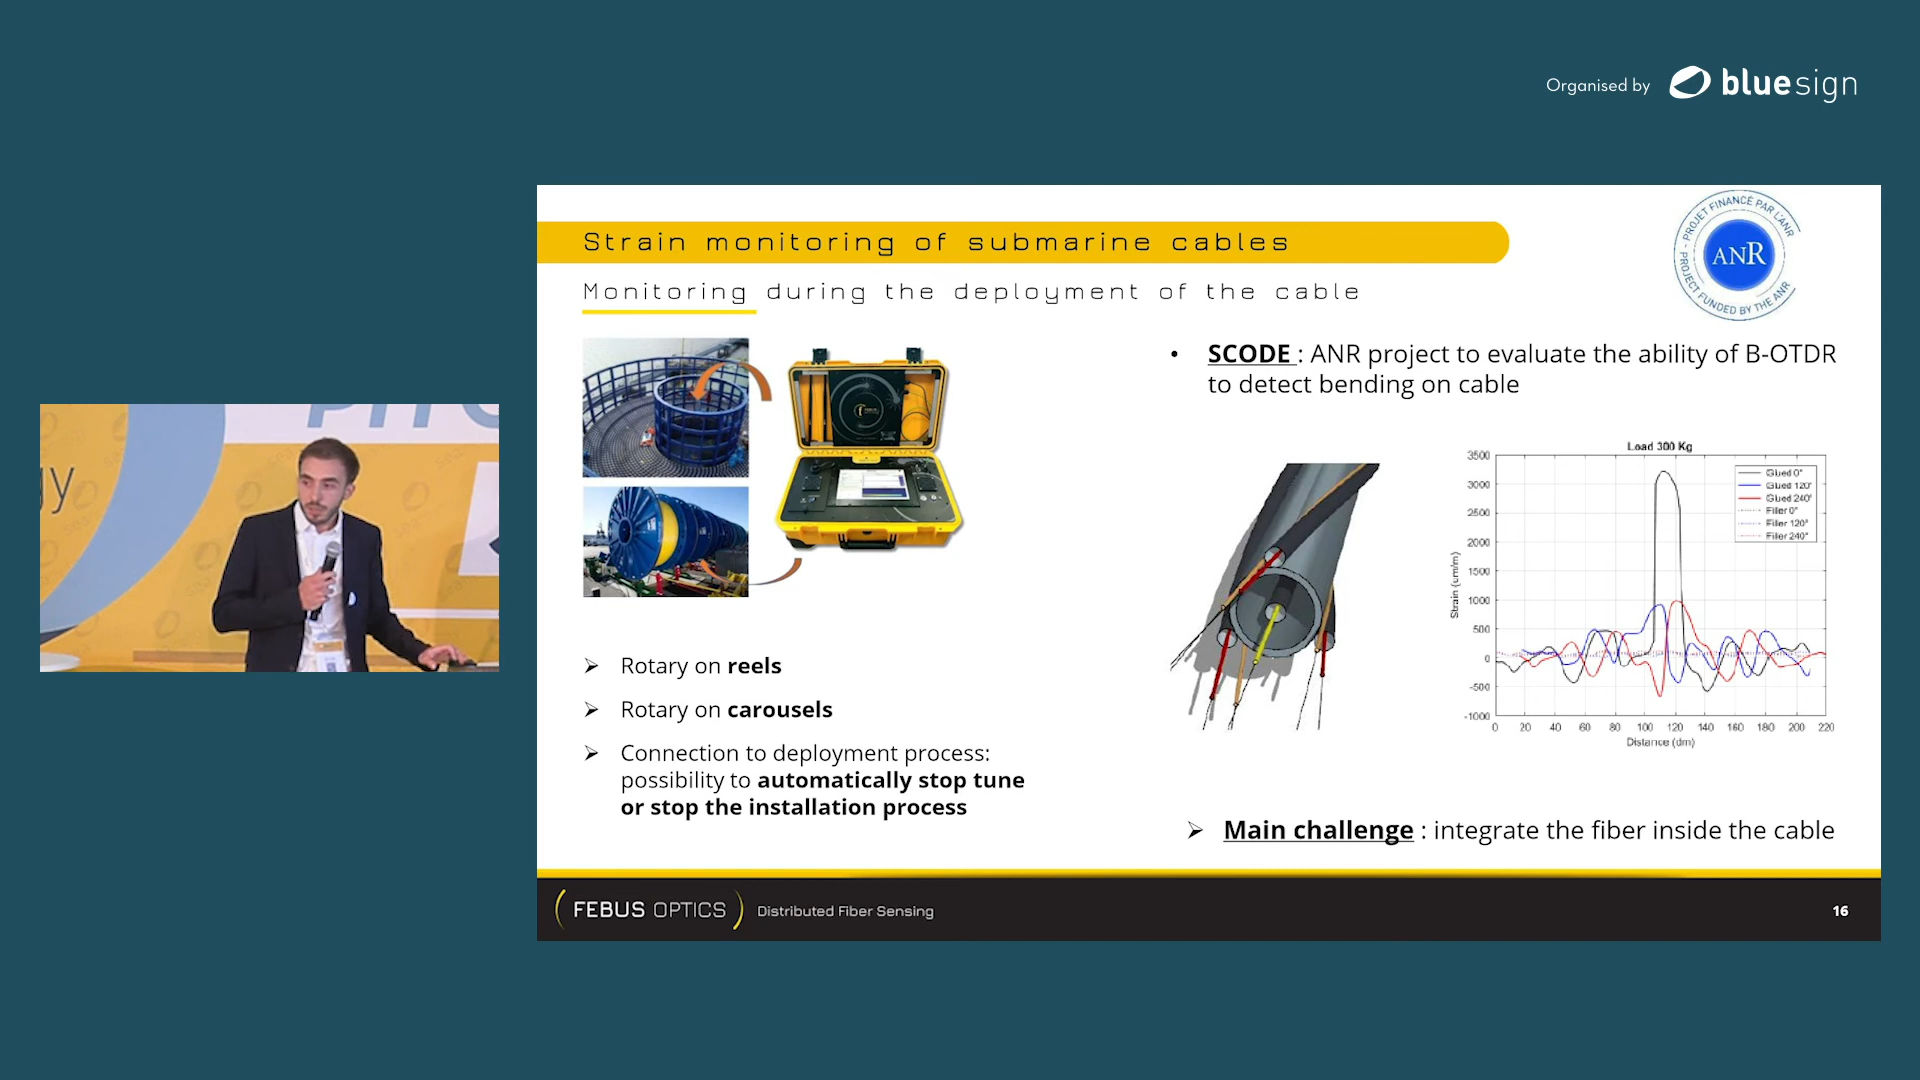 Organised by bluesign
Strain monitoring of submarine cables
Monitoring during the deployment of the cable
PROJET FINANCÉ PAR L'ANR - PROJECT FUNDED BY THE ANR
ANR
• SCODE : ANR project to evaluate the ability of B-OTDR
to detect bending on cable
Load 300 Kg
3500
3000
2500
2000
1500
1000
500
0
-500
-1000
Strain (um/m)
Glued 0°
Glued 120°
Glued 240°
Filler 0°
Filler 120°
Filler 240°
0 20 40 60 80 100 120 140 160 180 200 220
Distance (dm)
➢ Rotary on reels
➢ Rotary on carousels
➢ Connection to deployment process:
possibility to automatically stop tune
or stop the installation process
➢ Main challenge : integrate the fiber inside the cable
FEBUS OPTICS Distributed Fiber Sensing
16